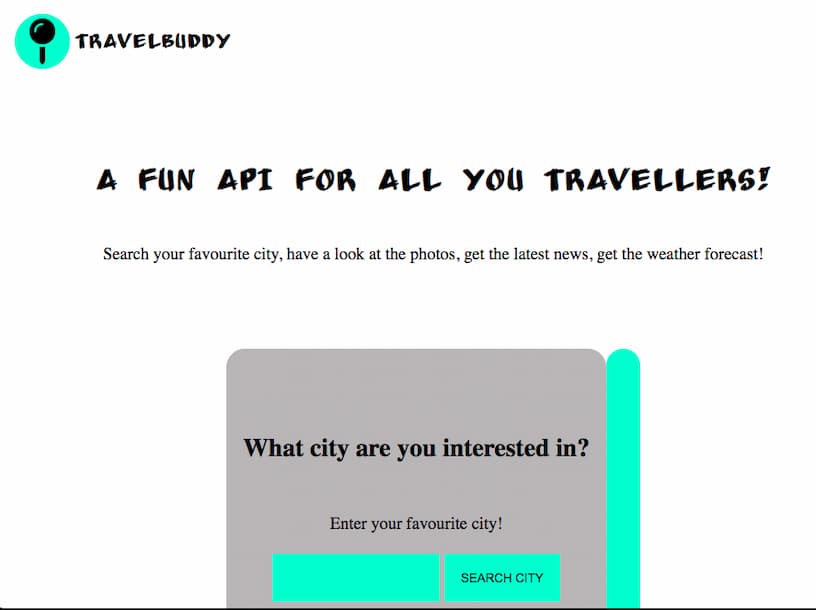 TRAVELBUDDY
A FUN API FOR ALL YOU TRAVELLERS!
Search your favourite city, have a look at the photos, get the latest news, get the weather forecast!
What city are you interested in?
Enter your favourite city!
SEARCH CITY